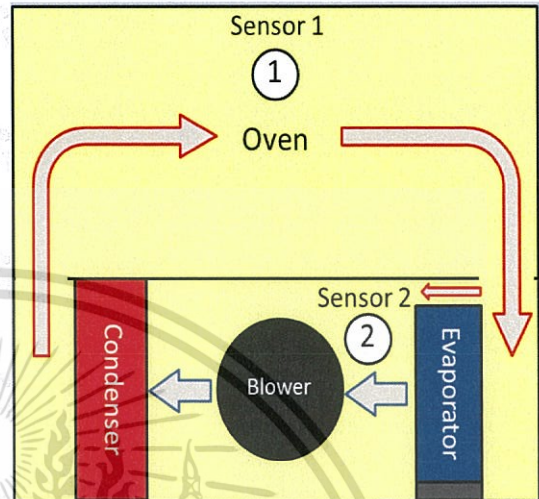 Sensor 1
1
Oven
Sensor 2
2
Condenser
Blower
Evaporator